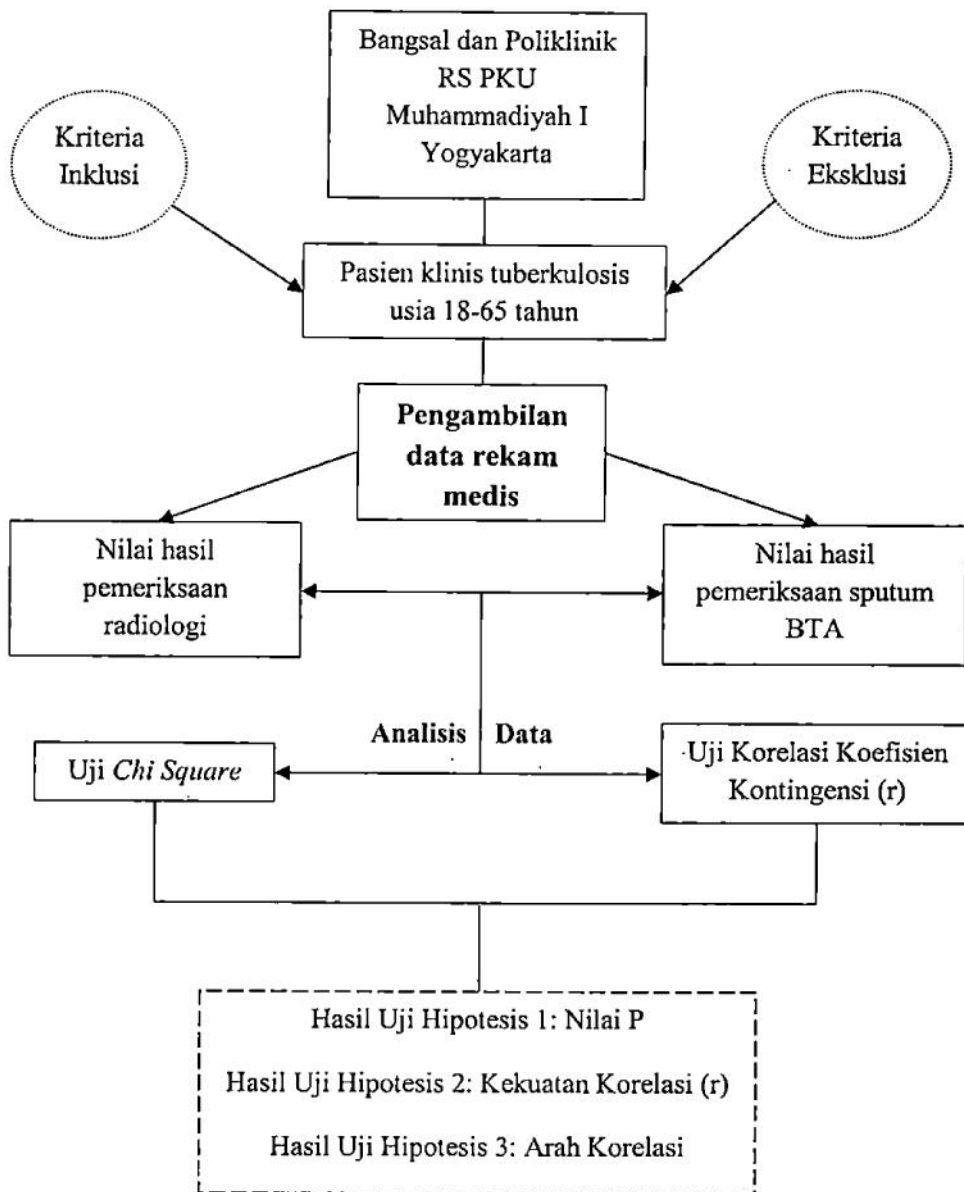 Bangsal dan Poliklinik
RS PKU
Muhammadiyah I
Yogyakarta
Kriteria
Inklusi
Kriteria
Eksklusi
Pasien klinis tuberkulosis
usia 18-65 tahun
Pengambilan
data rekam
medis
Nilai hasil
pemeriksaan
radiologi
Nilai hasil
pemeriksaan sputum
BTA
Analisis Data
Uji Chi Square
Uji Korelasi Koefisien
Kontingensi (r)
Hasil Uji Hipotesis 1: Nilai P
Hasil Uji Hipotesis 2: Kekuatan Korelasi (r)
Hasil Uji Hipotesis 3: Arah Korelasi